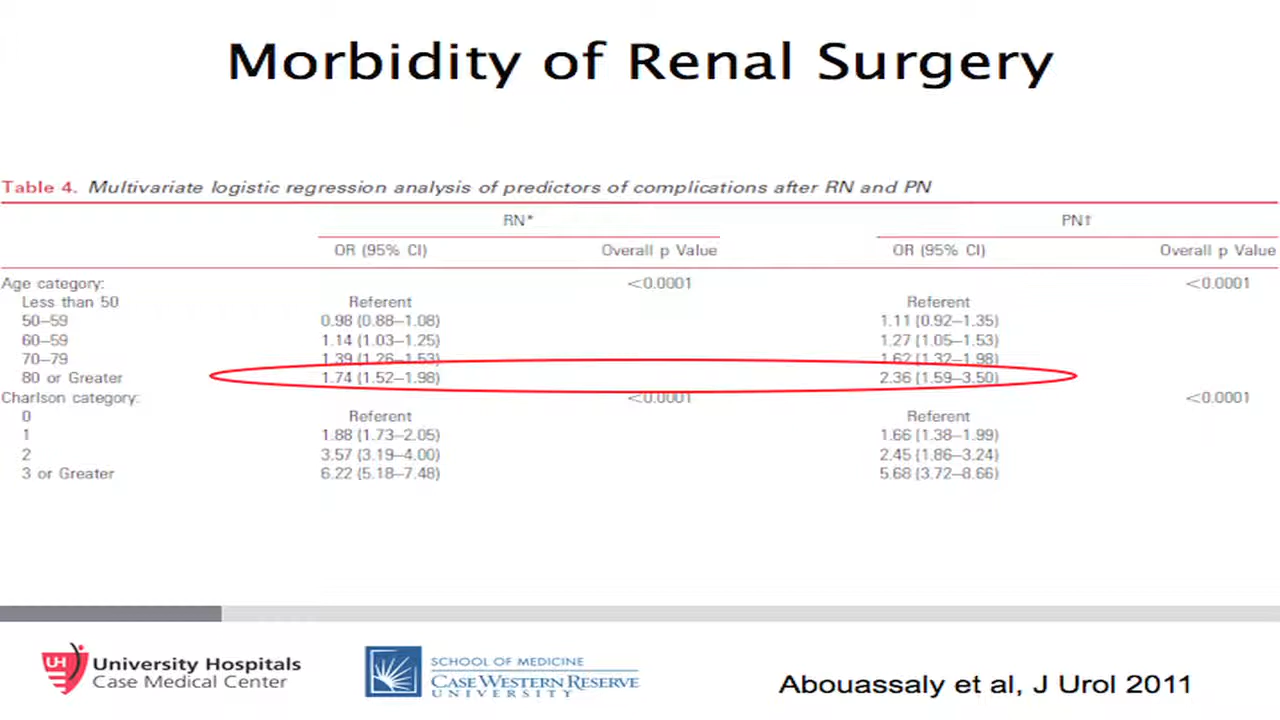 Morbidity of Renal Surgery
Table 4. Multivariate logistic regression analysis of predictors of complications after RN and PN
RN* PN†
OR (95% CI) Overall p Value OR (95% CI) Overall p Value
Age category: <0.0001 <0.0001
Less than 50 Referent Referent
50–59 0.98 (0.88–1.08) 1.11 (0.92–1.35)
60–59 1.14 (1.03–1.25) 1.27 (1.05–1.53)
70–79 1.39 (1.26–1.53) 1.62 (1.32–1.98)
80 or Greater 1.74 (1.52–1.98) 2.36 (1.59–3.50)
Charlson category: <0.0001 <0.0001
0 Referent Referent
1 1.88 (1.73–2.05) 1.66 (1.38–1.99)
2 3.57 (3.19–4.00) 2.45 (1.86–3.24)
3 or Greater 6.22 (5.18–7.48) 5.68 (3.72–8.66)
UH
University Hospitals
Case Medical Center
SCHOOL OF MEDICINE
CASE WESTERN RESERVE
UNIVERSITY
Abouassaly et al, J Urol 2011